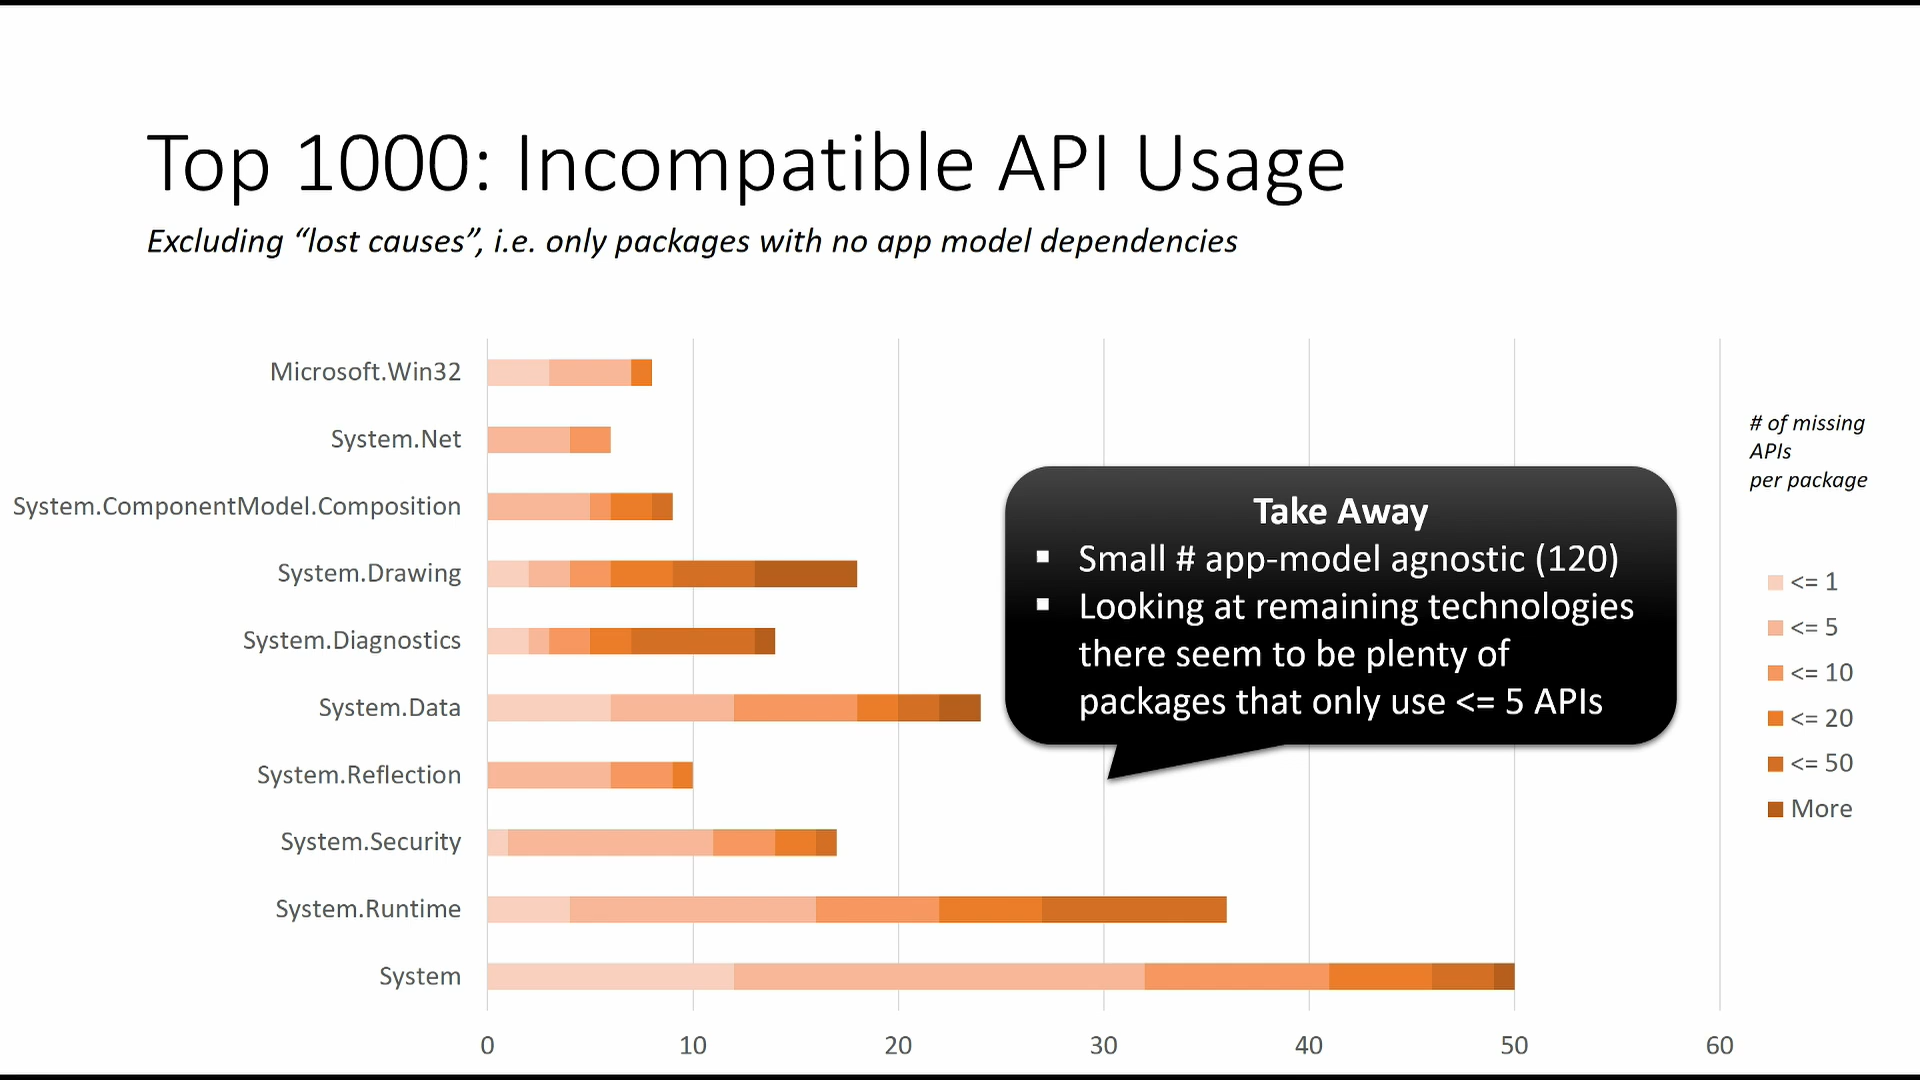 Top 1000: Incompatible API Usage
Excluding “lost causes”, i.e. only packages with no app model dependencies
Microsoft.Win32
System.Net
System.ComponentModel.Composition
System.Drawing
System.Diagnostics
System.Data
System.Reflection
System.Security
System.Runtime
System
0 10 20 30 40 50 60
Take Away
▪ Small # app-model agnostic (120)
▪ Looking at remaining technologies
there seem to be plenty of
packages that only use <= 5 APIs
# of missing
APIs
per package
<= 1
<= 5
<= 10
<= 20
<= 50
More